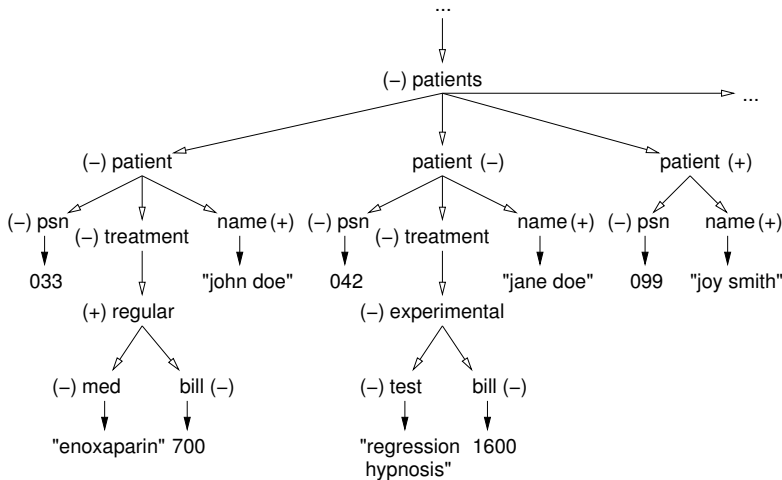 ...
(−) patients
...
(−) patient patient (−) patient (+)
(−) psn (−) treatment name (+) (−) psn (−) treatment name (+) (−) psn name (+)
033 "john doe" 042 "jane doe" 099 "joy smith"
(+) regular (−) experimental
(−) med bill (−) (−) test bill (−)
"enoxaparin" 700 "regression 1600
hypnosis"